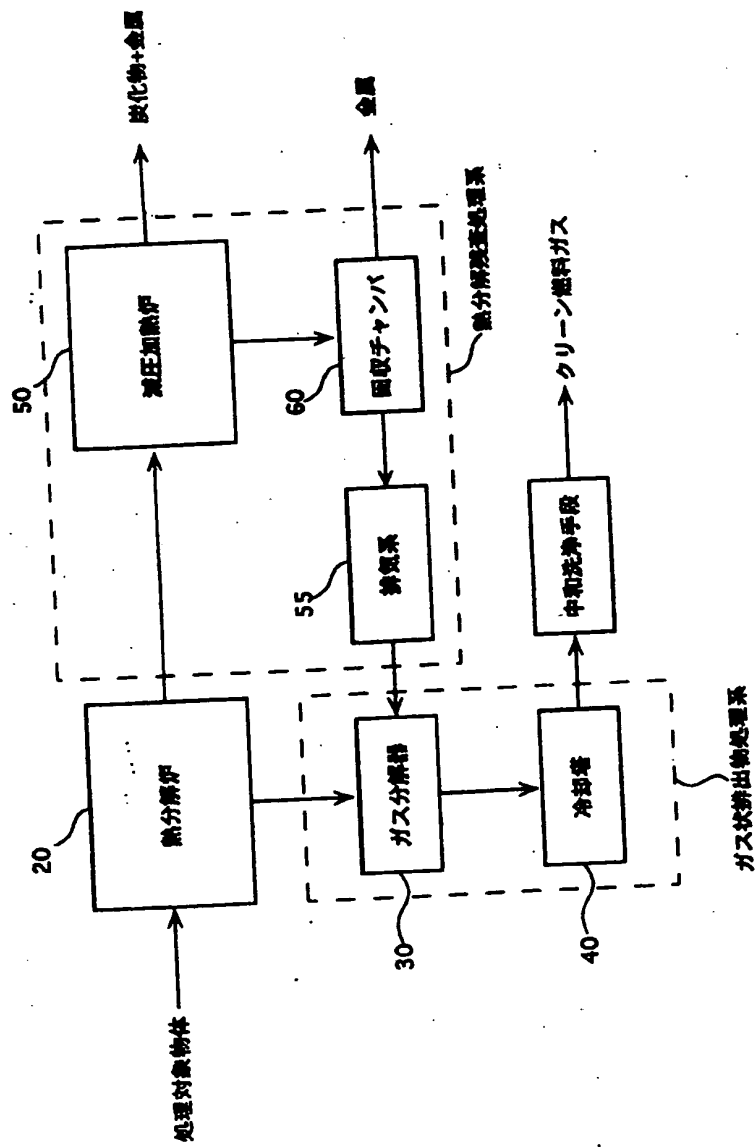 処理対象物体
20
熱分解炉
50
減圧加熱炉
炭化物+金属
30
ガス分解器
55
排気系
60
回収チャンバ
金属
熱分解残査処理系
40
冷却塔
中和洗浄手段
クリーン燃料ガス
ガス状排出物処理系